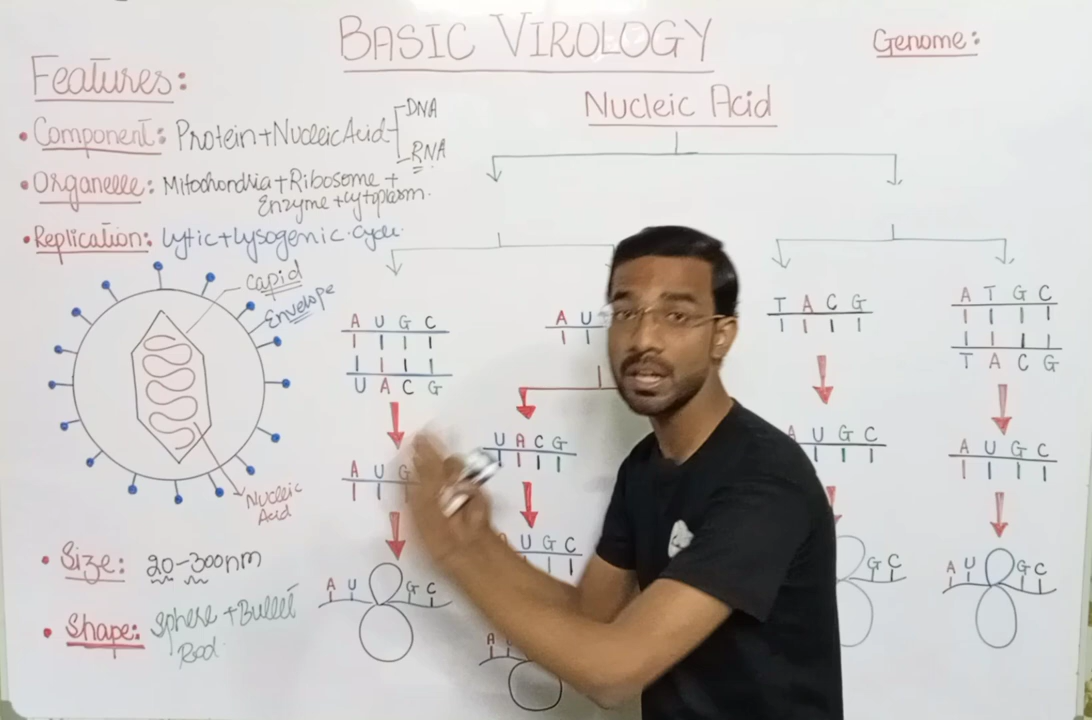 BASIC VIROLOGY
Genome:
Features:
Nucleic Acid
• Component: Protein+Nucleic Acid
DNA
RNA
• Organelle: Mitochondria+Ribosome+
Enzyme+cytoplasm.
• Replication: Lytic+Lysogenic Cycle.
Capid
+
Envelope
Nucleic
Acid
• Size: 20-300nm
• Shape: Sphere+Bullet
Rod
A U G C
U A C G
A U G
A U G C
A U
U A C G
U G C
A
T A C G
A U G C
G C
A T G C
T A C G
A U G C
A U G C